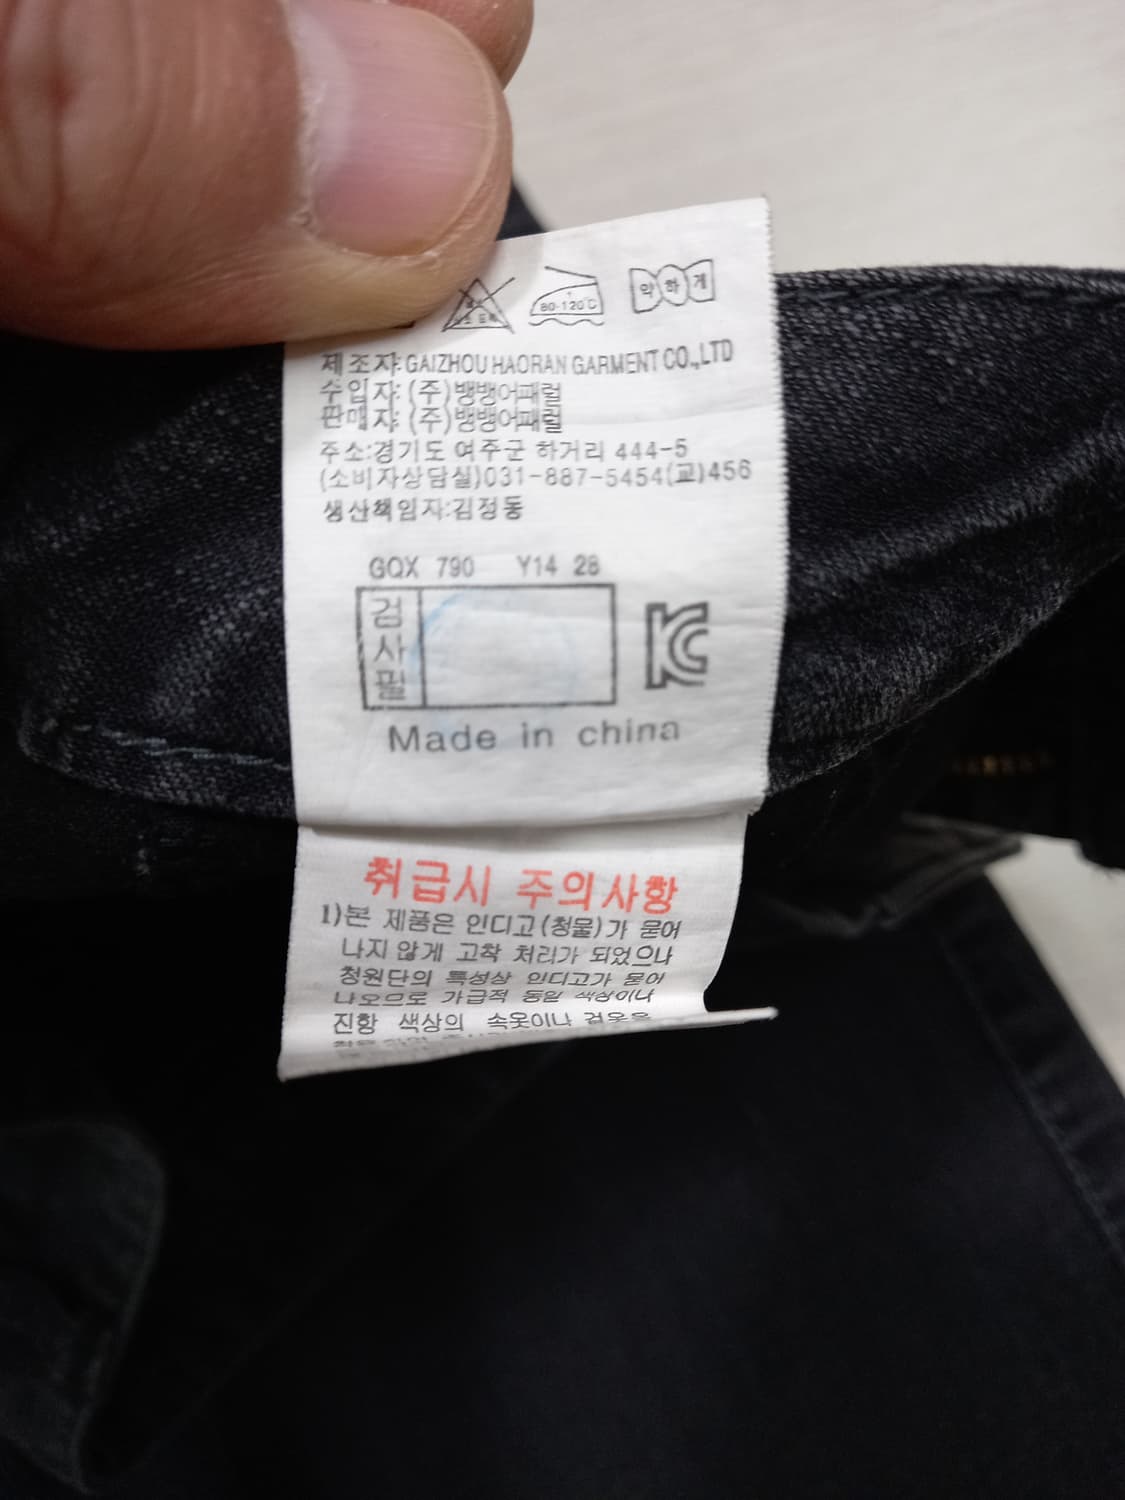 80-120℃
약하게
제조자: GAIZHOU HAORAN GARMENT CO.,LTD
수입자: (주)뱅뱅어패럴
판매자: (주)뱅뱅어패럴
주소:경기도 여주군 하거리 444-5
(소비자상담실)031-887-5454(교)456
생산책임자:김정동
GQX 790 Y14 28
검사필
KC
Made in china
취급시 주의사항
1)본 제품은 인디고(청물)가 묻어
나지 않게 고착 처리가 되었으나
청원단의 특성상 인디고가 묻어
나오므로 가급적 동일 색상이나
진항 색상의 속옷이나 겉옷을